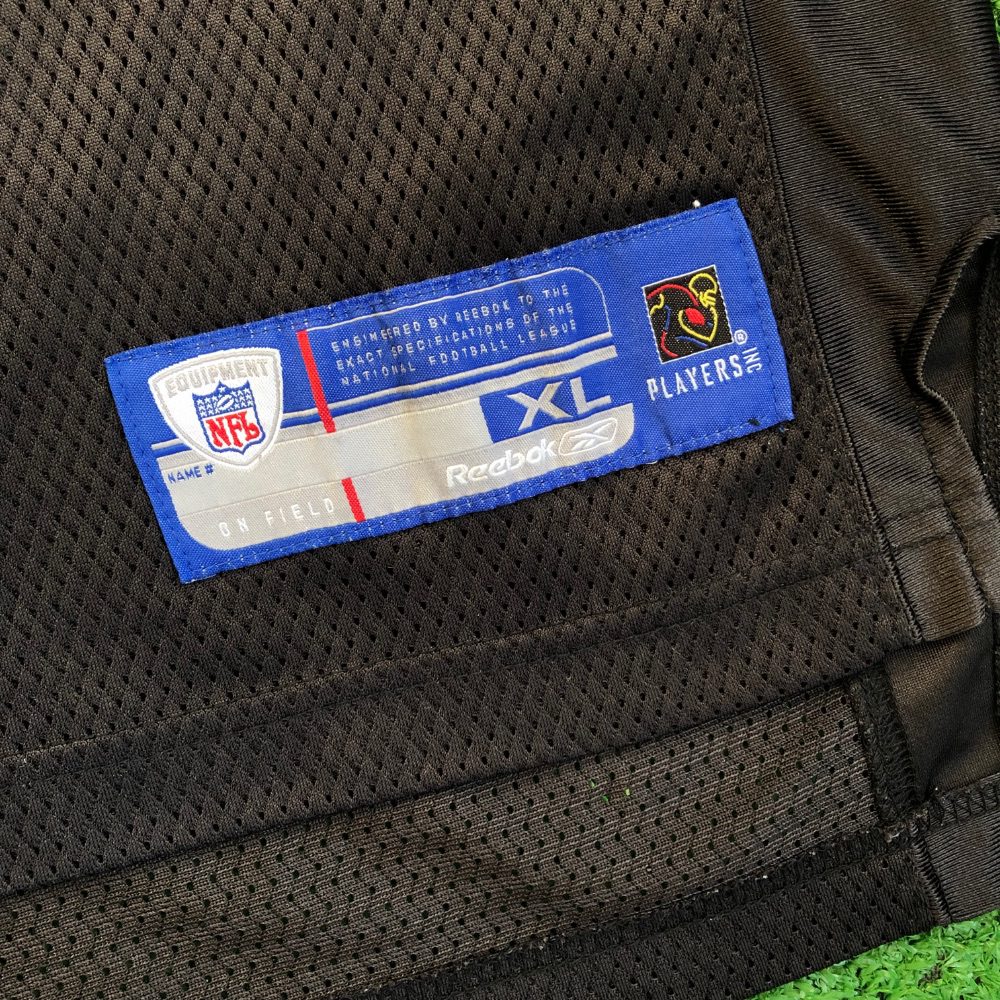 EQUIPMENT
NFL
NAME #
ENGINEERED BY REEBOK TO THE
EXACT SPECIFICATIONS OF THE
NATIONAL FOOTBALL LEAGUE
XL
Reebok
ON FIELD
PLAYERS INC
®